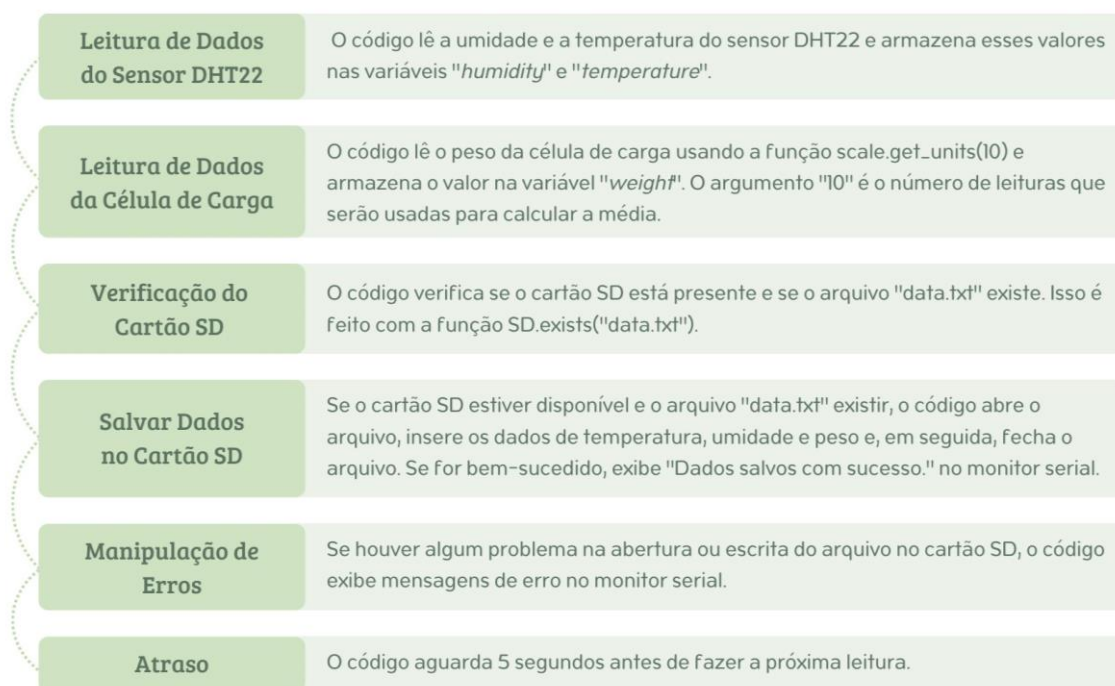 Leitura de Dados
do Sensor DHT22
O código lê a umidade e a temperatura do sensor DHT22 e armazena esses valores
nas variáveis "humidity" e "temperature".
Leitura de Dados
da Célula de Carga
O código lê o peso da célula de carga usando a função scale.get_units(10) e
armazena o valor na variável "weight". O argumento "10" é o número de leituras que
serão usadas para calcular a média.
Verificação do
Cartão SD
O código verifica se o cartão SD está presente e se o arquivo "data.txt" existe. Isso é
feito com a função SD.exists("data.txt").
Salvar Dados
no Cartão SD
Se o cartão SD estiver disponível e o arquivo "data.txt" existir, o código abre o
arquivo, insere os dados de temperatura, umidade e peso e, em seguida, fecha o
arquivo. Se for bem-sucedido, exibe "Dados salvos com sucesso." no monitor serial.
Manipulação de
Erros
Se houver algum problema na abertura ou escrita do arquivo no cartão SD, o código
exibe mensagens de erro no monitor serial.
Atraso
O código aguarda 5 segundos antes de fazer a próxima leitura.